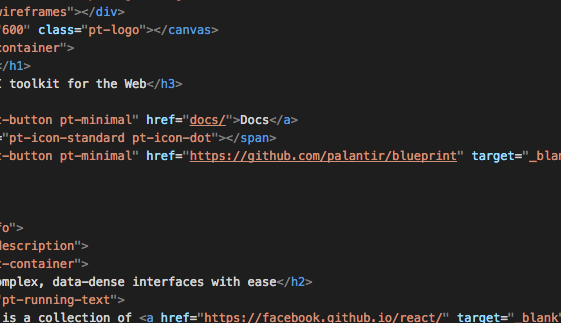 wireframes"></div>
"600" class="pt-logo"></canvas>
container">
</h1>
I toolkit for the Web</h3>
t-button pt-minimal" href="docs/">Docs</a>
="pt-icon-standard pt-icon-dot"></span>
t-button pt-minimal" href="https://github.com/palantir/blueprint" target="_blan
fo">
description">
t-container">
omplex, data-dense interfaces with ease</h2>
"pt-running-text">
is a collection of <a href="https://facebook.github.io/react/" target="_blank"